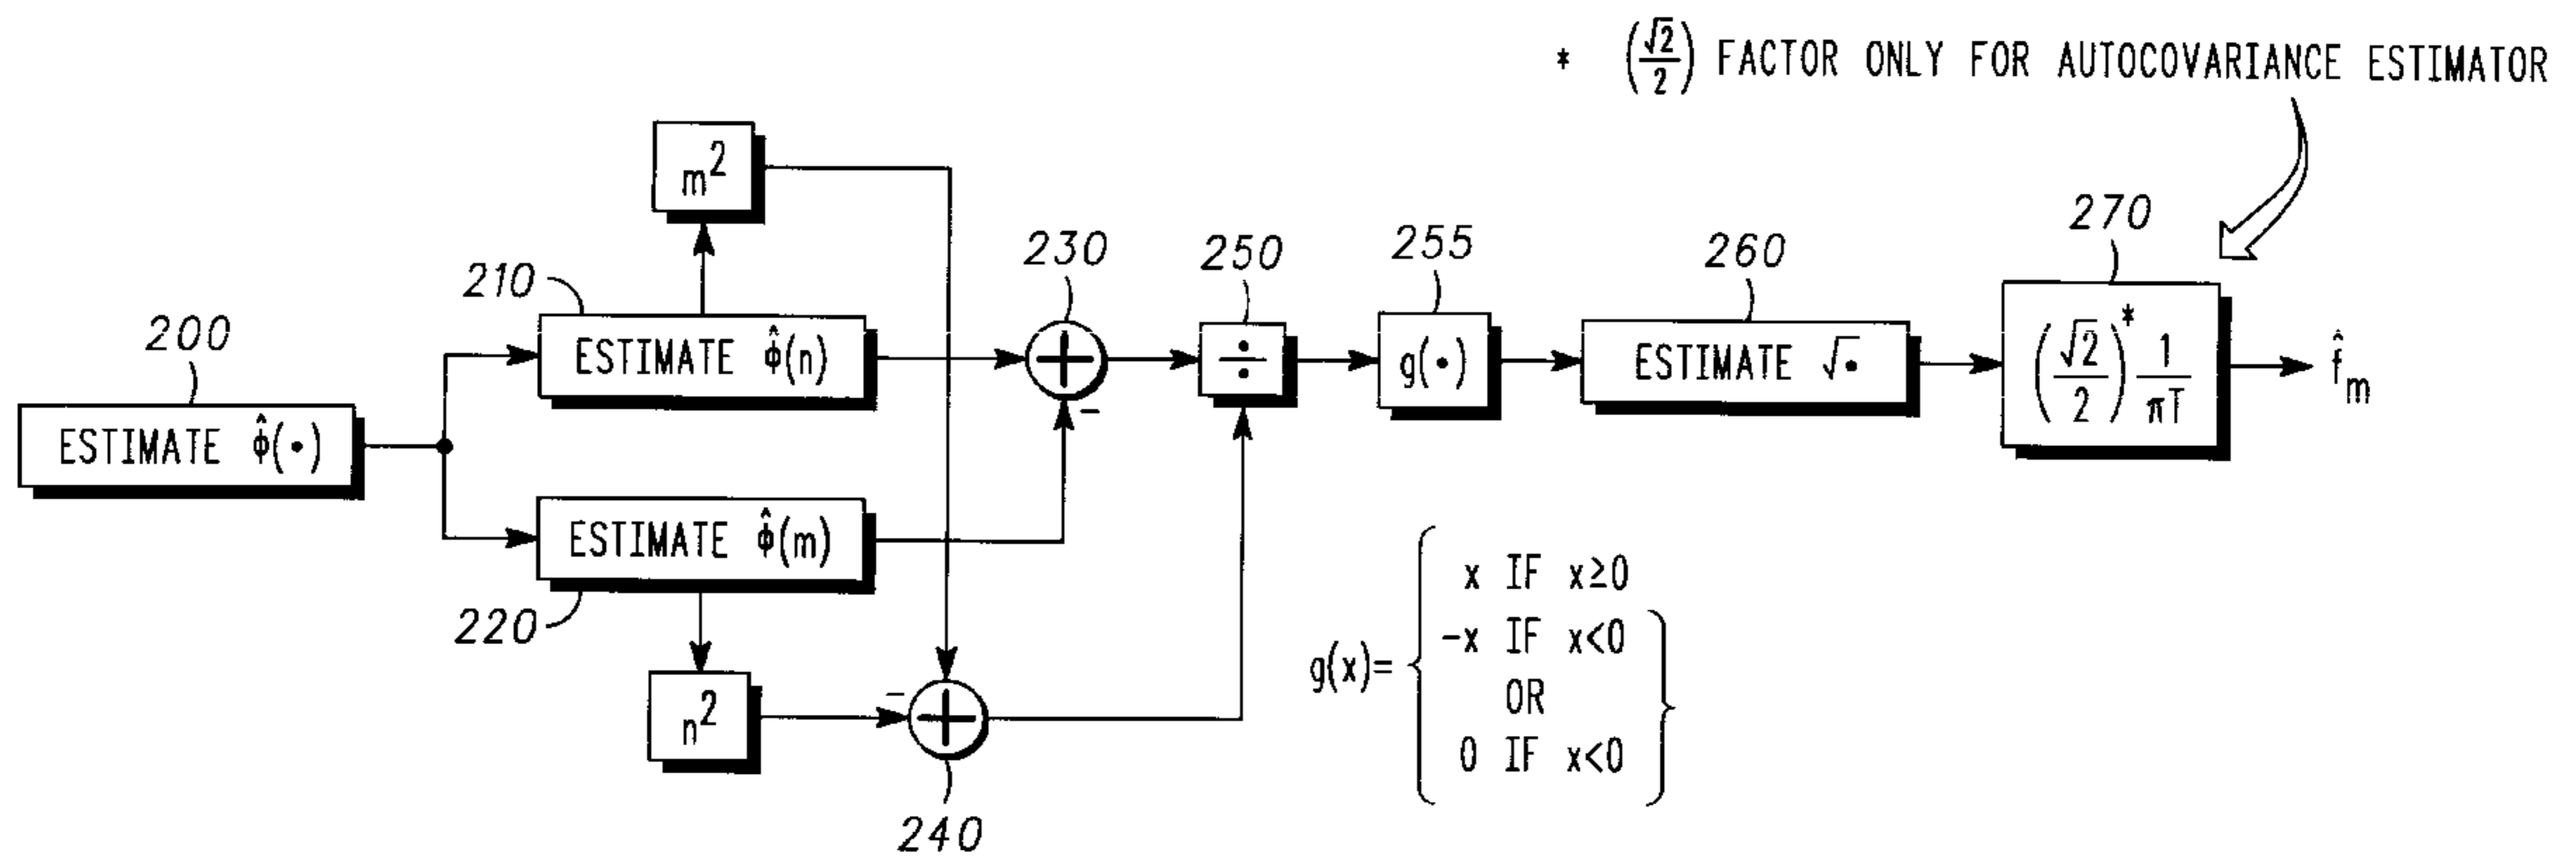 * (√2/2) FACTOR ONLY FOR AUTOCOVARIANCE ESTIMATOR
m²
200
ESTIMATE φ̂(•)
210
ESTIMATE φ̂(n)
220
ESTIMATE φ̂(m)
n²
230
+
-
240
+
-
250
÷
255
g(•)
260
ESTIMATE √•
270
(√2/2)* 1/πT
f̂m
g(x)= { x IF x≥0
-x IF x<0
OR
0 IF x<0 }